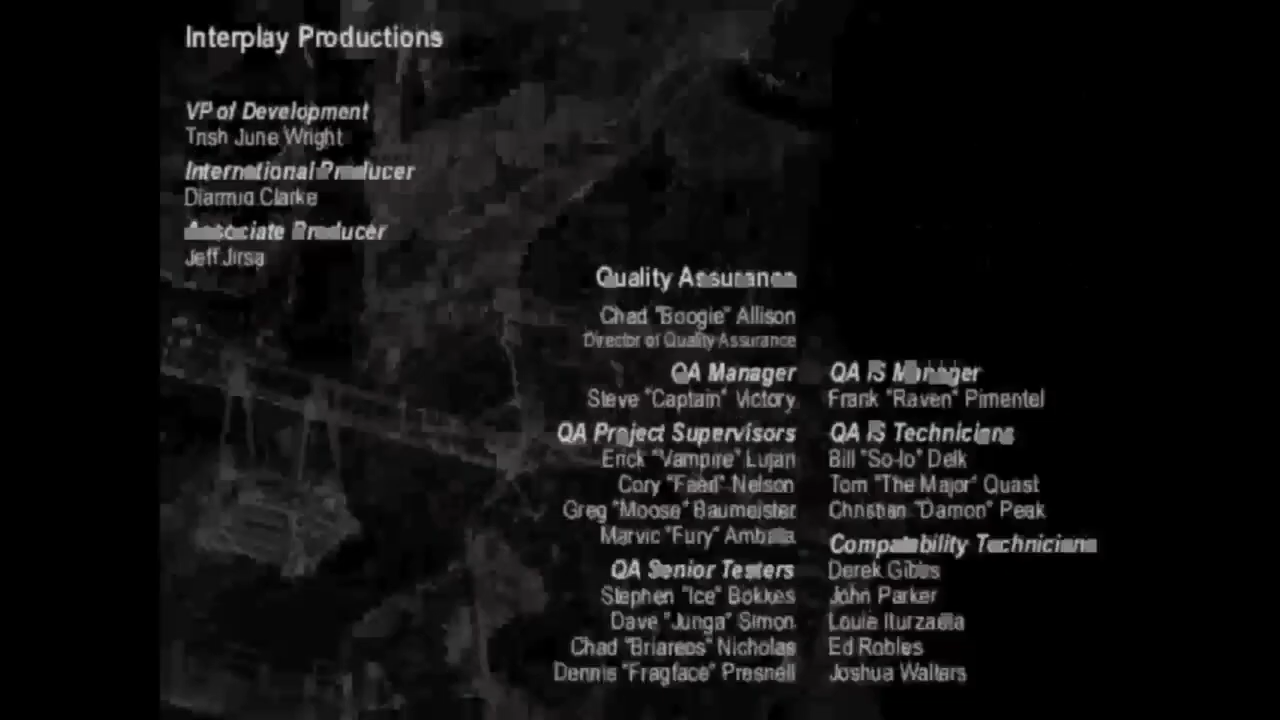 Interplay Productions
VP of Development
Trish June Wright
International Producer
Diarmid Clarke
Associate Producer
Jeff Jirsa
Quality Assurance
Chad "Boogie" Allison
Director of Quality Assurance
QA Manager
Steve "Captain" Victory
QA Project Supervisors
Erick "Vampire" Lujan
Cory "Faed" Nelson
Greg "Moose" Baumeister
Marvic "Fury" Ambata
QA Senior Testers
Stephen "Ice" Bokkes
Dave "Junga" Simon
Chad "Briareos" Nicholas
Dennis "Fragface" Presnell
QA IS Manager
Frank "Raven" Pimentel
QA IS Technicians
Bill "So-lo" Delk
Tom "The Major" Quast
Christian "Damon" Peak
Compatability Technicians
Derek Gibbs
John Parker
Louie Iturzaeta
Ed Robles
Joshua Walters